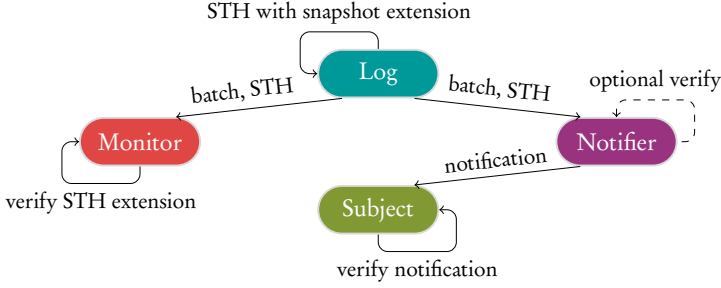 STH with snapshot extension
Log
batch, STH
batch, STH
optional verify
Monitor
Notifier
notification
verify STH extension
Subject
verify notification